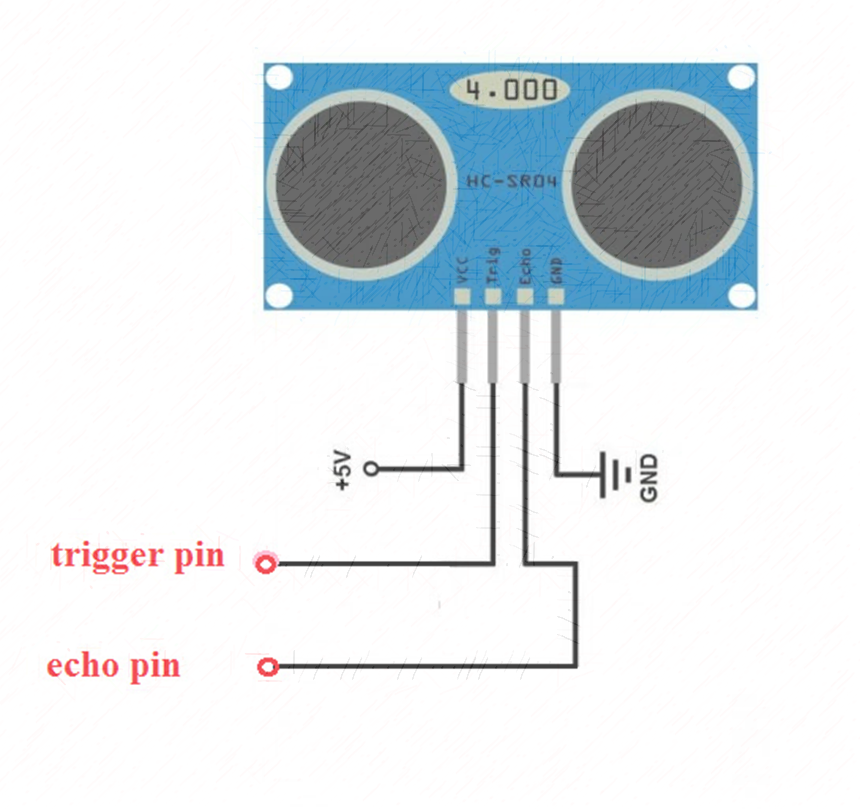 4.000
HC-SR04
VCC
Trig
Echo
GND
+5V
GND
trigger pin
echo pin